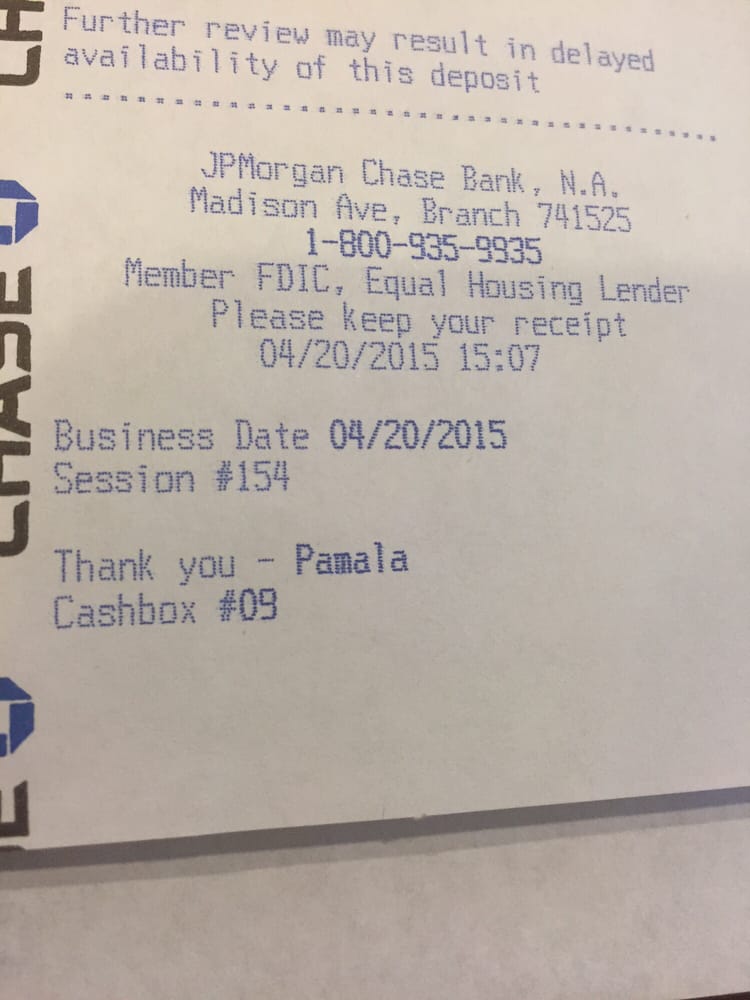 Further review may result in delayed
availability of this deposit
JPMorgan Chase Bank, N.A.
Madison Ave, Branch 741525
1-800-935-9935
Member FDIC, Equal Housing Lender
Please keep your receipt
04/20/2015 15:07
Business Date 04/20/2015
Session #154
Thank you - Pamala
Cashbox #09
CH
CHASE
E